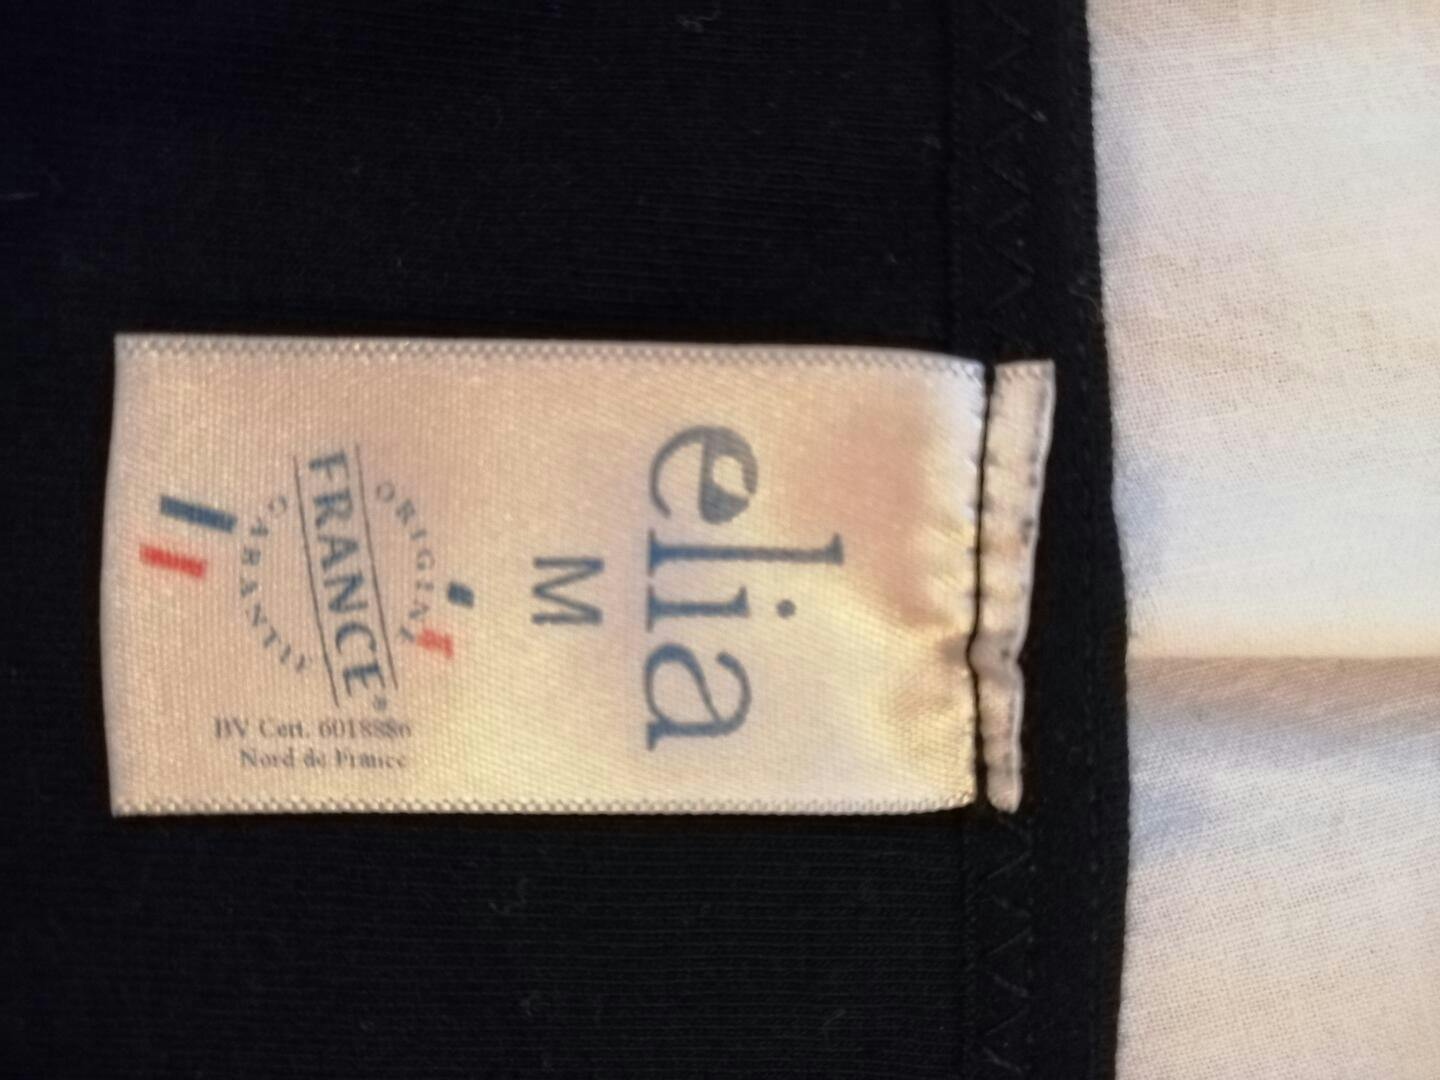 elia
M
ORIGINE
FRANCE®
GARANTIE
BV Cert. 6018886
Nord de France